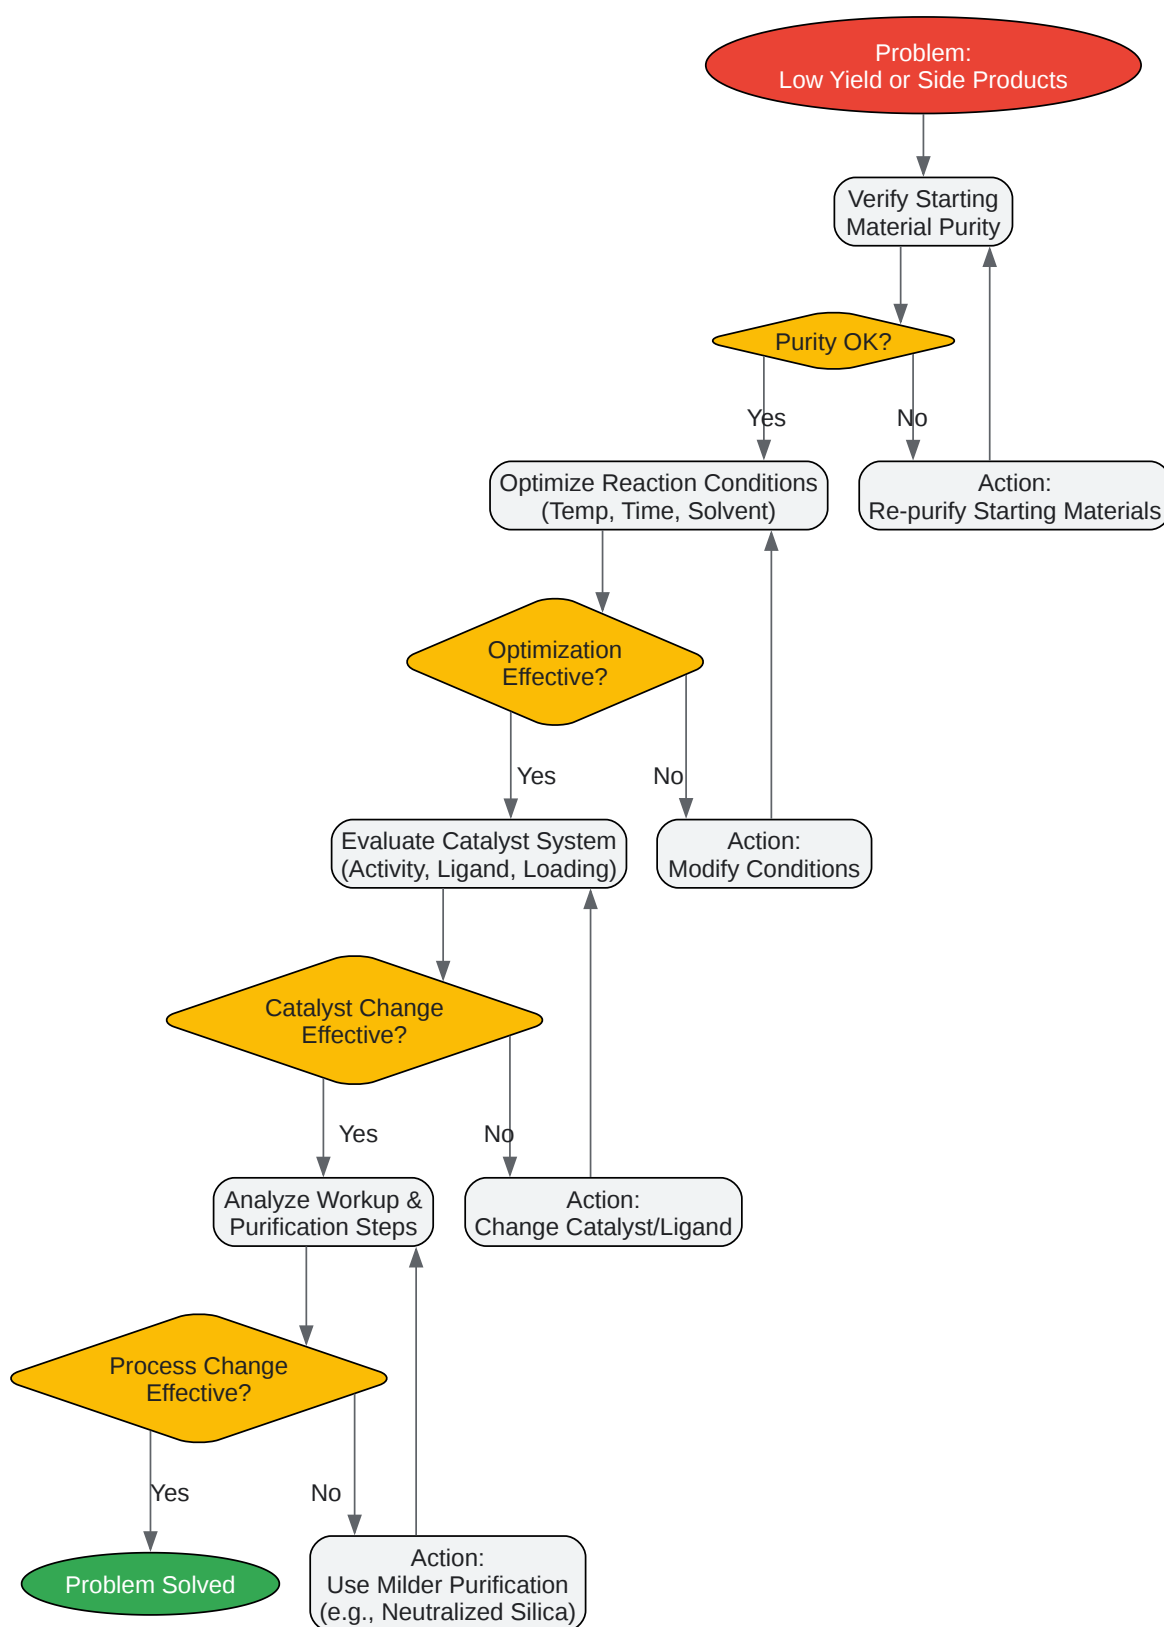 Problem:
Low Yield or Side Products
Verify Starting
Material Purity
Purity OK?
Yes
No
Optimize Reaction Conditions
(Temp, Time, Solvent)
Action:
Re-purify Starting Materials
Optimization
Effective?
Yes
No
Evaluate Catalyst System
(Activity, Ligand, Loading)
Action:
Modify Conditions
Catalyst Change
Effective?
Yes
No
Analyze Workup &
Purification Steps
Action:
Change Catalyst/Ligand
Process Change
Effective?
Yes
No
Problem Solved
Action:
Use Milder Purification
(e.g., Neutralized Silica)